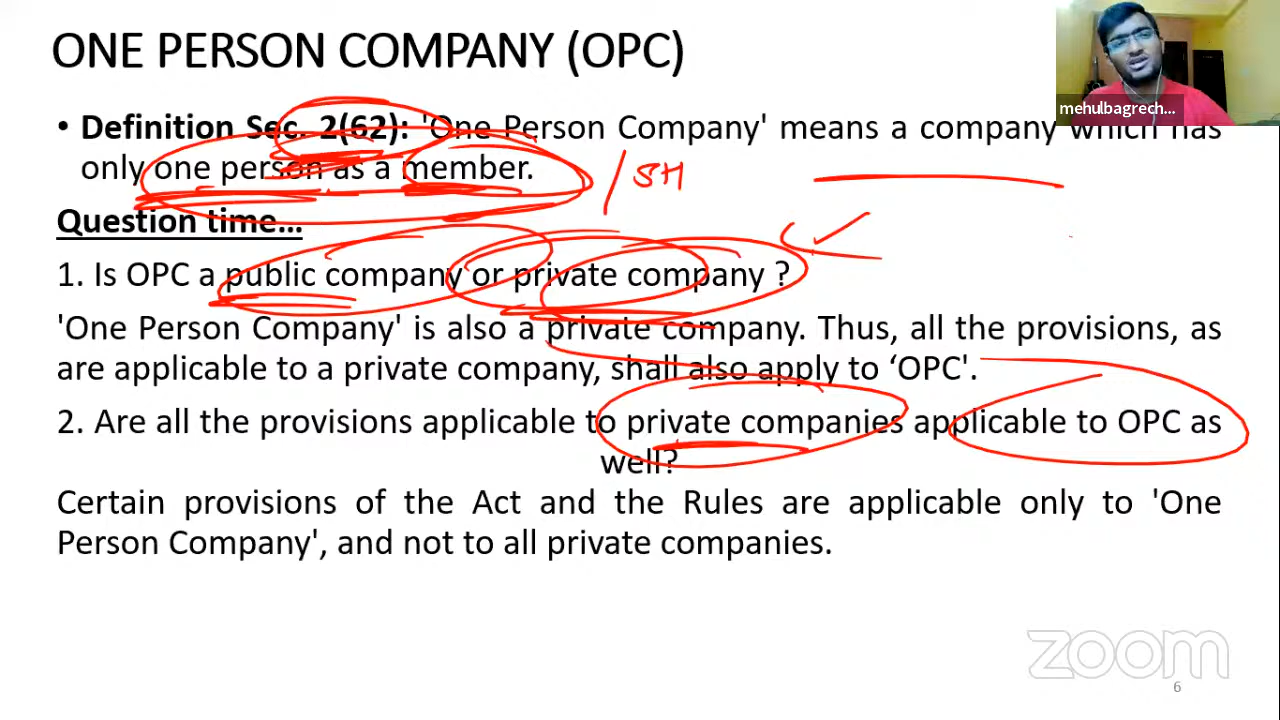 ONE PERSON COMPANY (OPC)
mehulbagrech...
• Definition Sec. 2(62): 'One Person Company' means a company which has
only one person as a member.
/ SH
Question time...
1. Is OPC a public company or private company ?
'One Person Company' is also a private company. Thus, all the provisions, as
are applicable to a private company, shall also apply to ‘OPC'.
2. Are all the provisions applicable to private companies applicable to OPC as
well?
Certain provisions of the Act and the Rules are applicable only to 'One
Person Company', and not to all private companies.
zoom
6